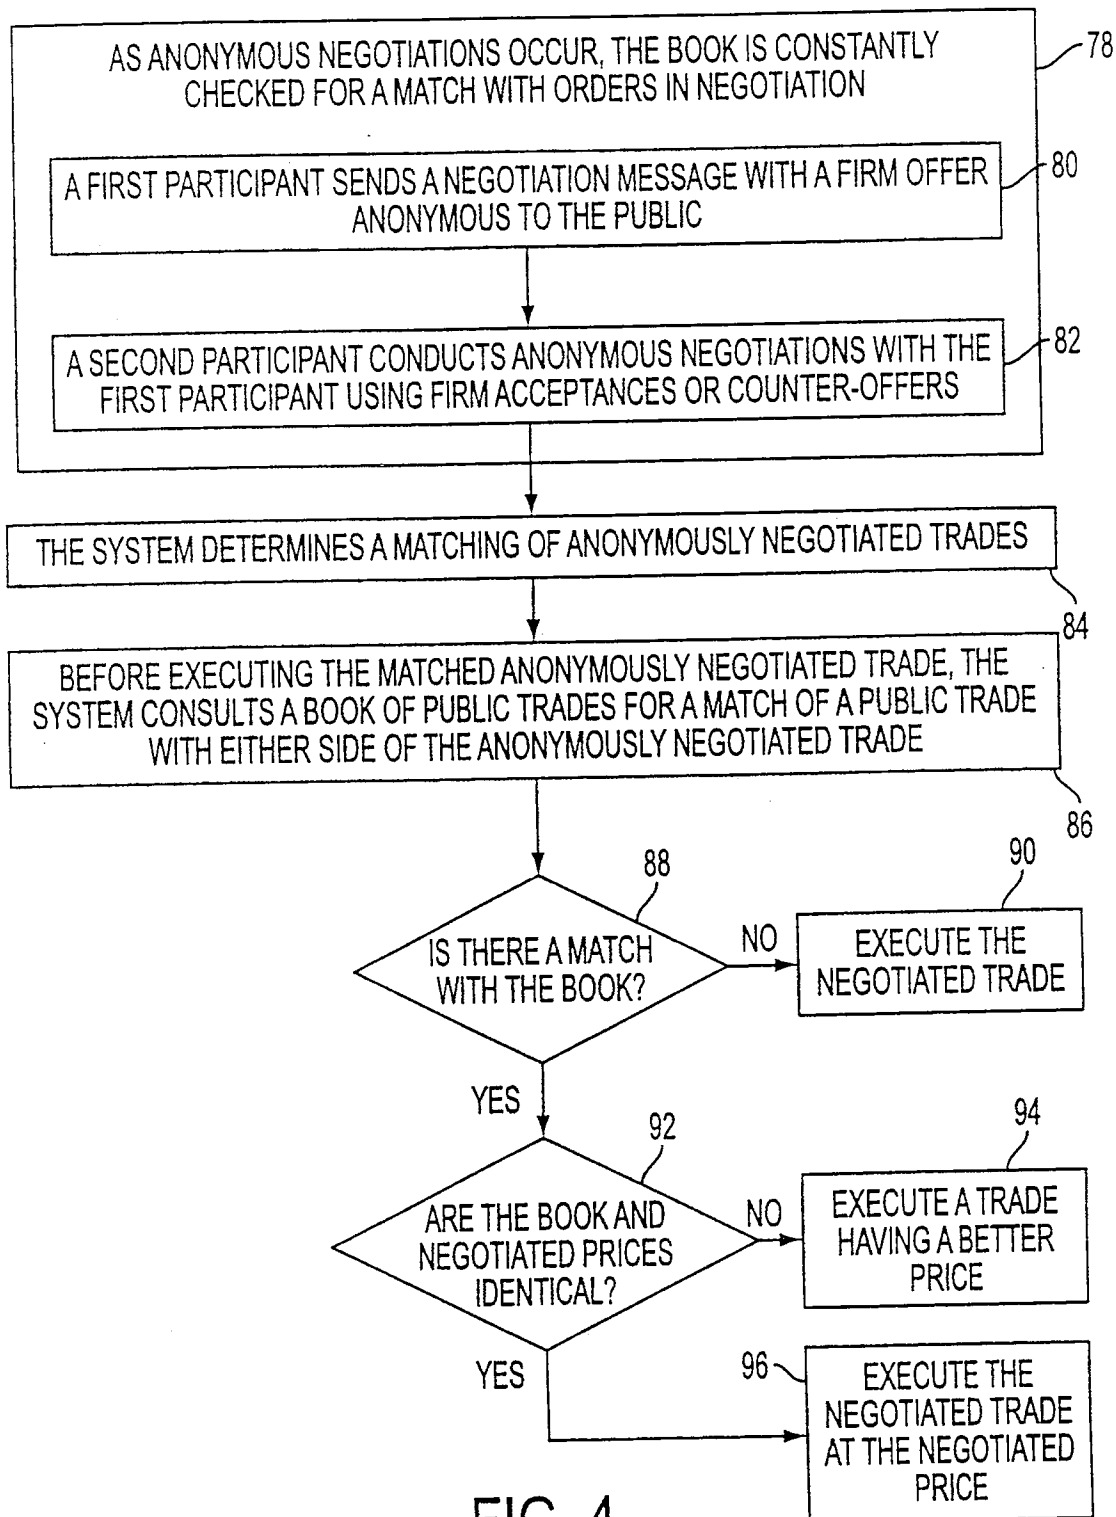 AS ANONYMOUS NEGOTIATIONS OCCUR, THE BOOK IS CONSTANTLY
CHECKED FOR A MATCH WITH ORDERS IN NEGOTIATION
78
A FIRST PARTICIPANT SENDS A NEGOTIATION MESSAGE WITH A FIRM OFFER
ANONYMOUS TO THE PUBLIC
80
A SECOND PARTICIPANT CONDUCTS ANONYMOUS NEGOTIATIONS WITH THE
FIRST PARTICIPANT USING FIRM ACCEPTANCES OR COUNTER-OFFERS
82
THE SYSTEM DETERMINES A MATCHING OF ANONYMOUSLY NEGOTIATED TRADES
84
BEFORE EXECUTING THE MATCHED ANONYMOUSLY NEGOTIATED TRADE, THE
SYSTEM CONSULTS A BOOK OF PUBLIC TRADES FOR A MATCH OF A PUBLIC TRADE
WITH EITHER SIDE OF THE ANONYMOUSLY NEGOTIATED TRADE
86
88
IS THERE A MATCH
WITH THE BOOK?
NO
90
EXECUTE THE
NEGOTIATED TRADE
YES
92
ARE THE BOOK AND
NEGOTIATED PRICES
IDENTICAL?
NO
94
EXECUTE A TRADE
HAVING A BETTER
PRICE
YES
96
EXECUTE THE
NEGOTIATED TRADE
AT THE NEGOTIATED
PRICE
FIG. 4